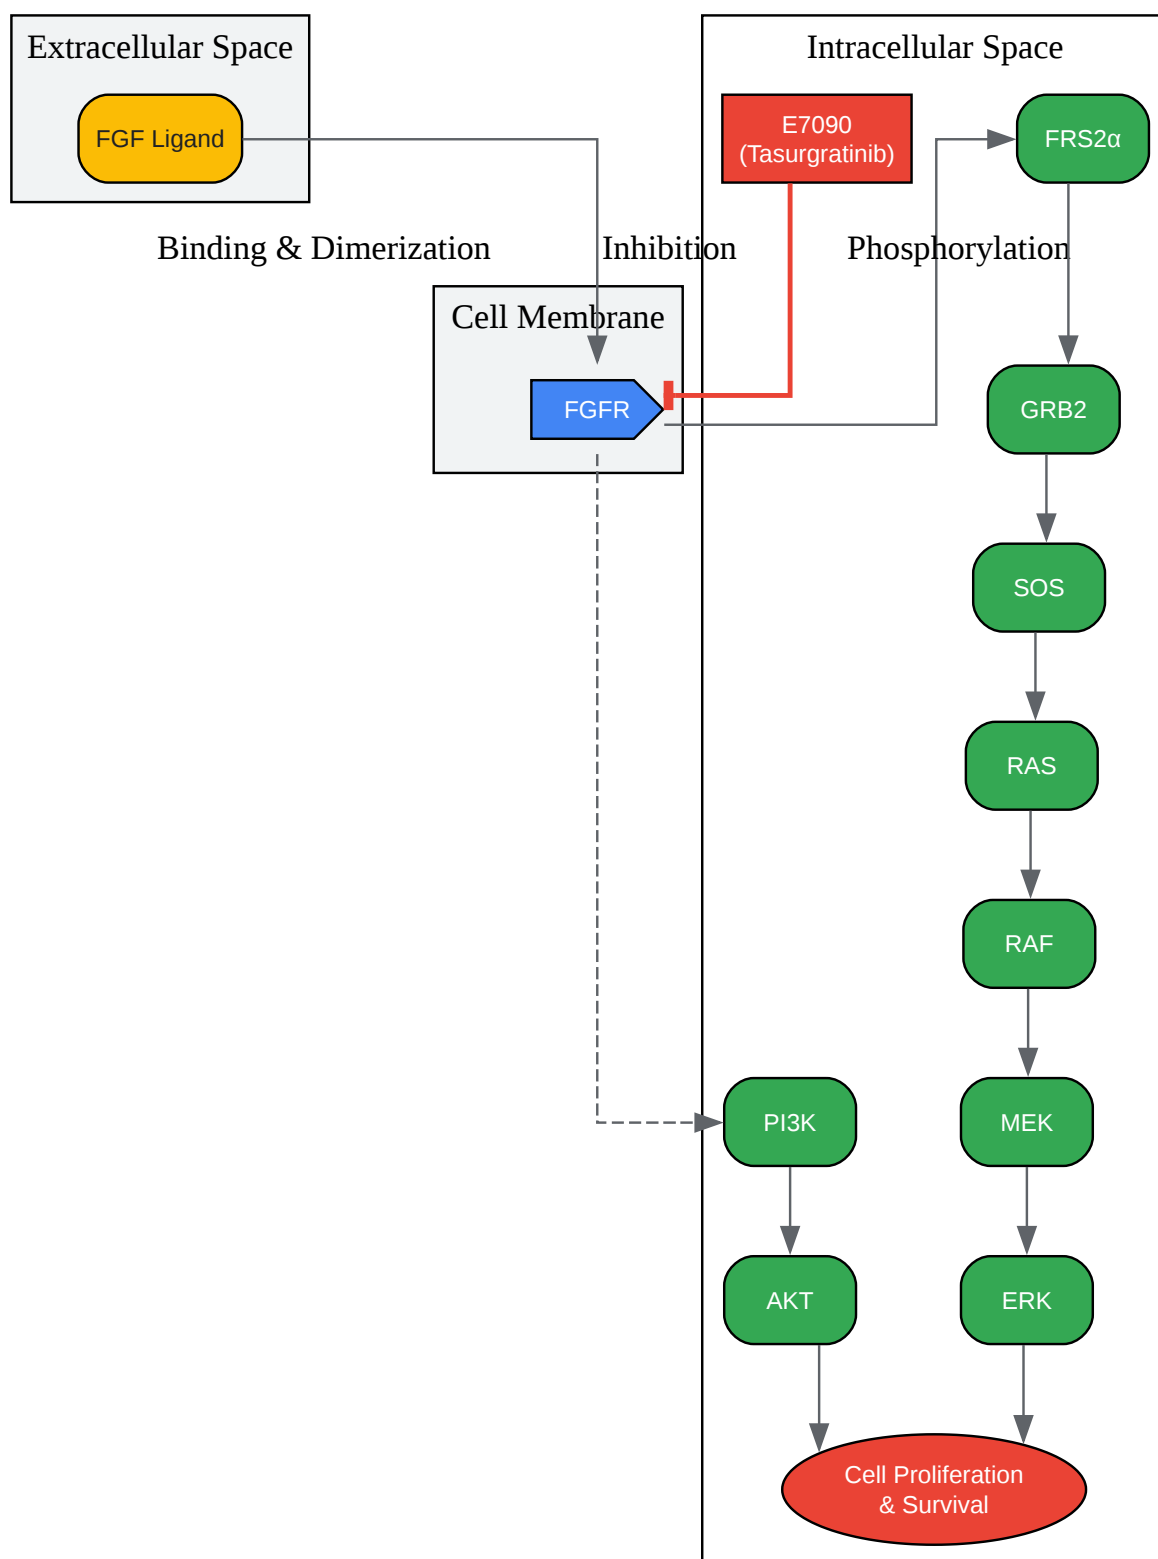 Extracellular Space
Intracellular Space
FGF Ligand
E7090
(Tasurgratinib)
FRS2α
Binding & Dimerization
Inhibition
Phosphorylation
Cell Membrane
FGFR
GRB2
SOS
RAS
RAF
PI3K
MEK
AKT
ERK
Cell Proliferation
& Survival